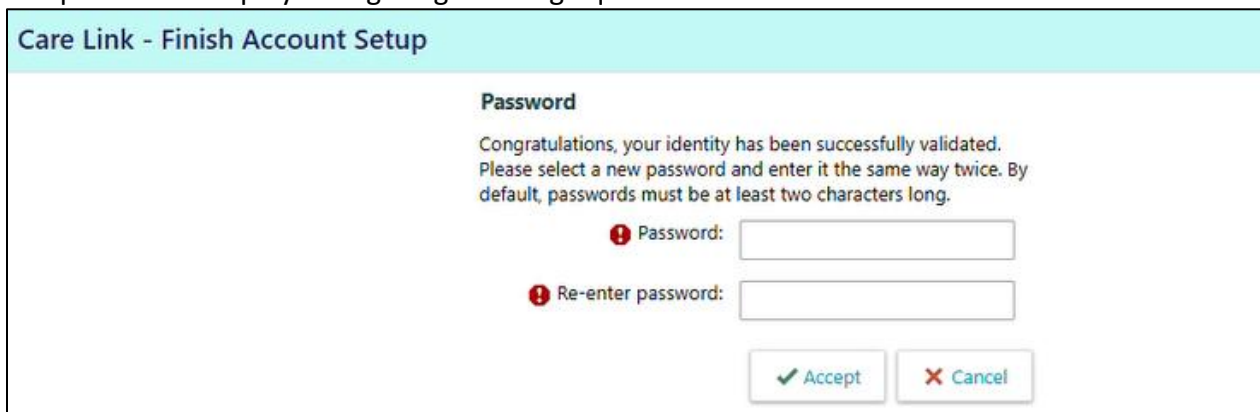 Care Link - Finish Account Setup
Password
Congratulations, your identity has been successfully validated.
Please select a new password and enter it the same way twice. By
default, passwords must be at least two characters long.
Password:
Re-enter password:
Accept Cancel